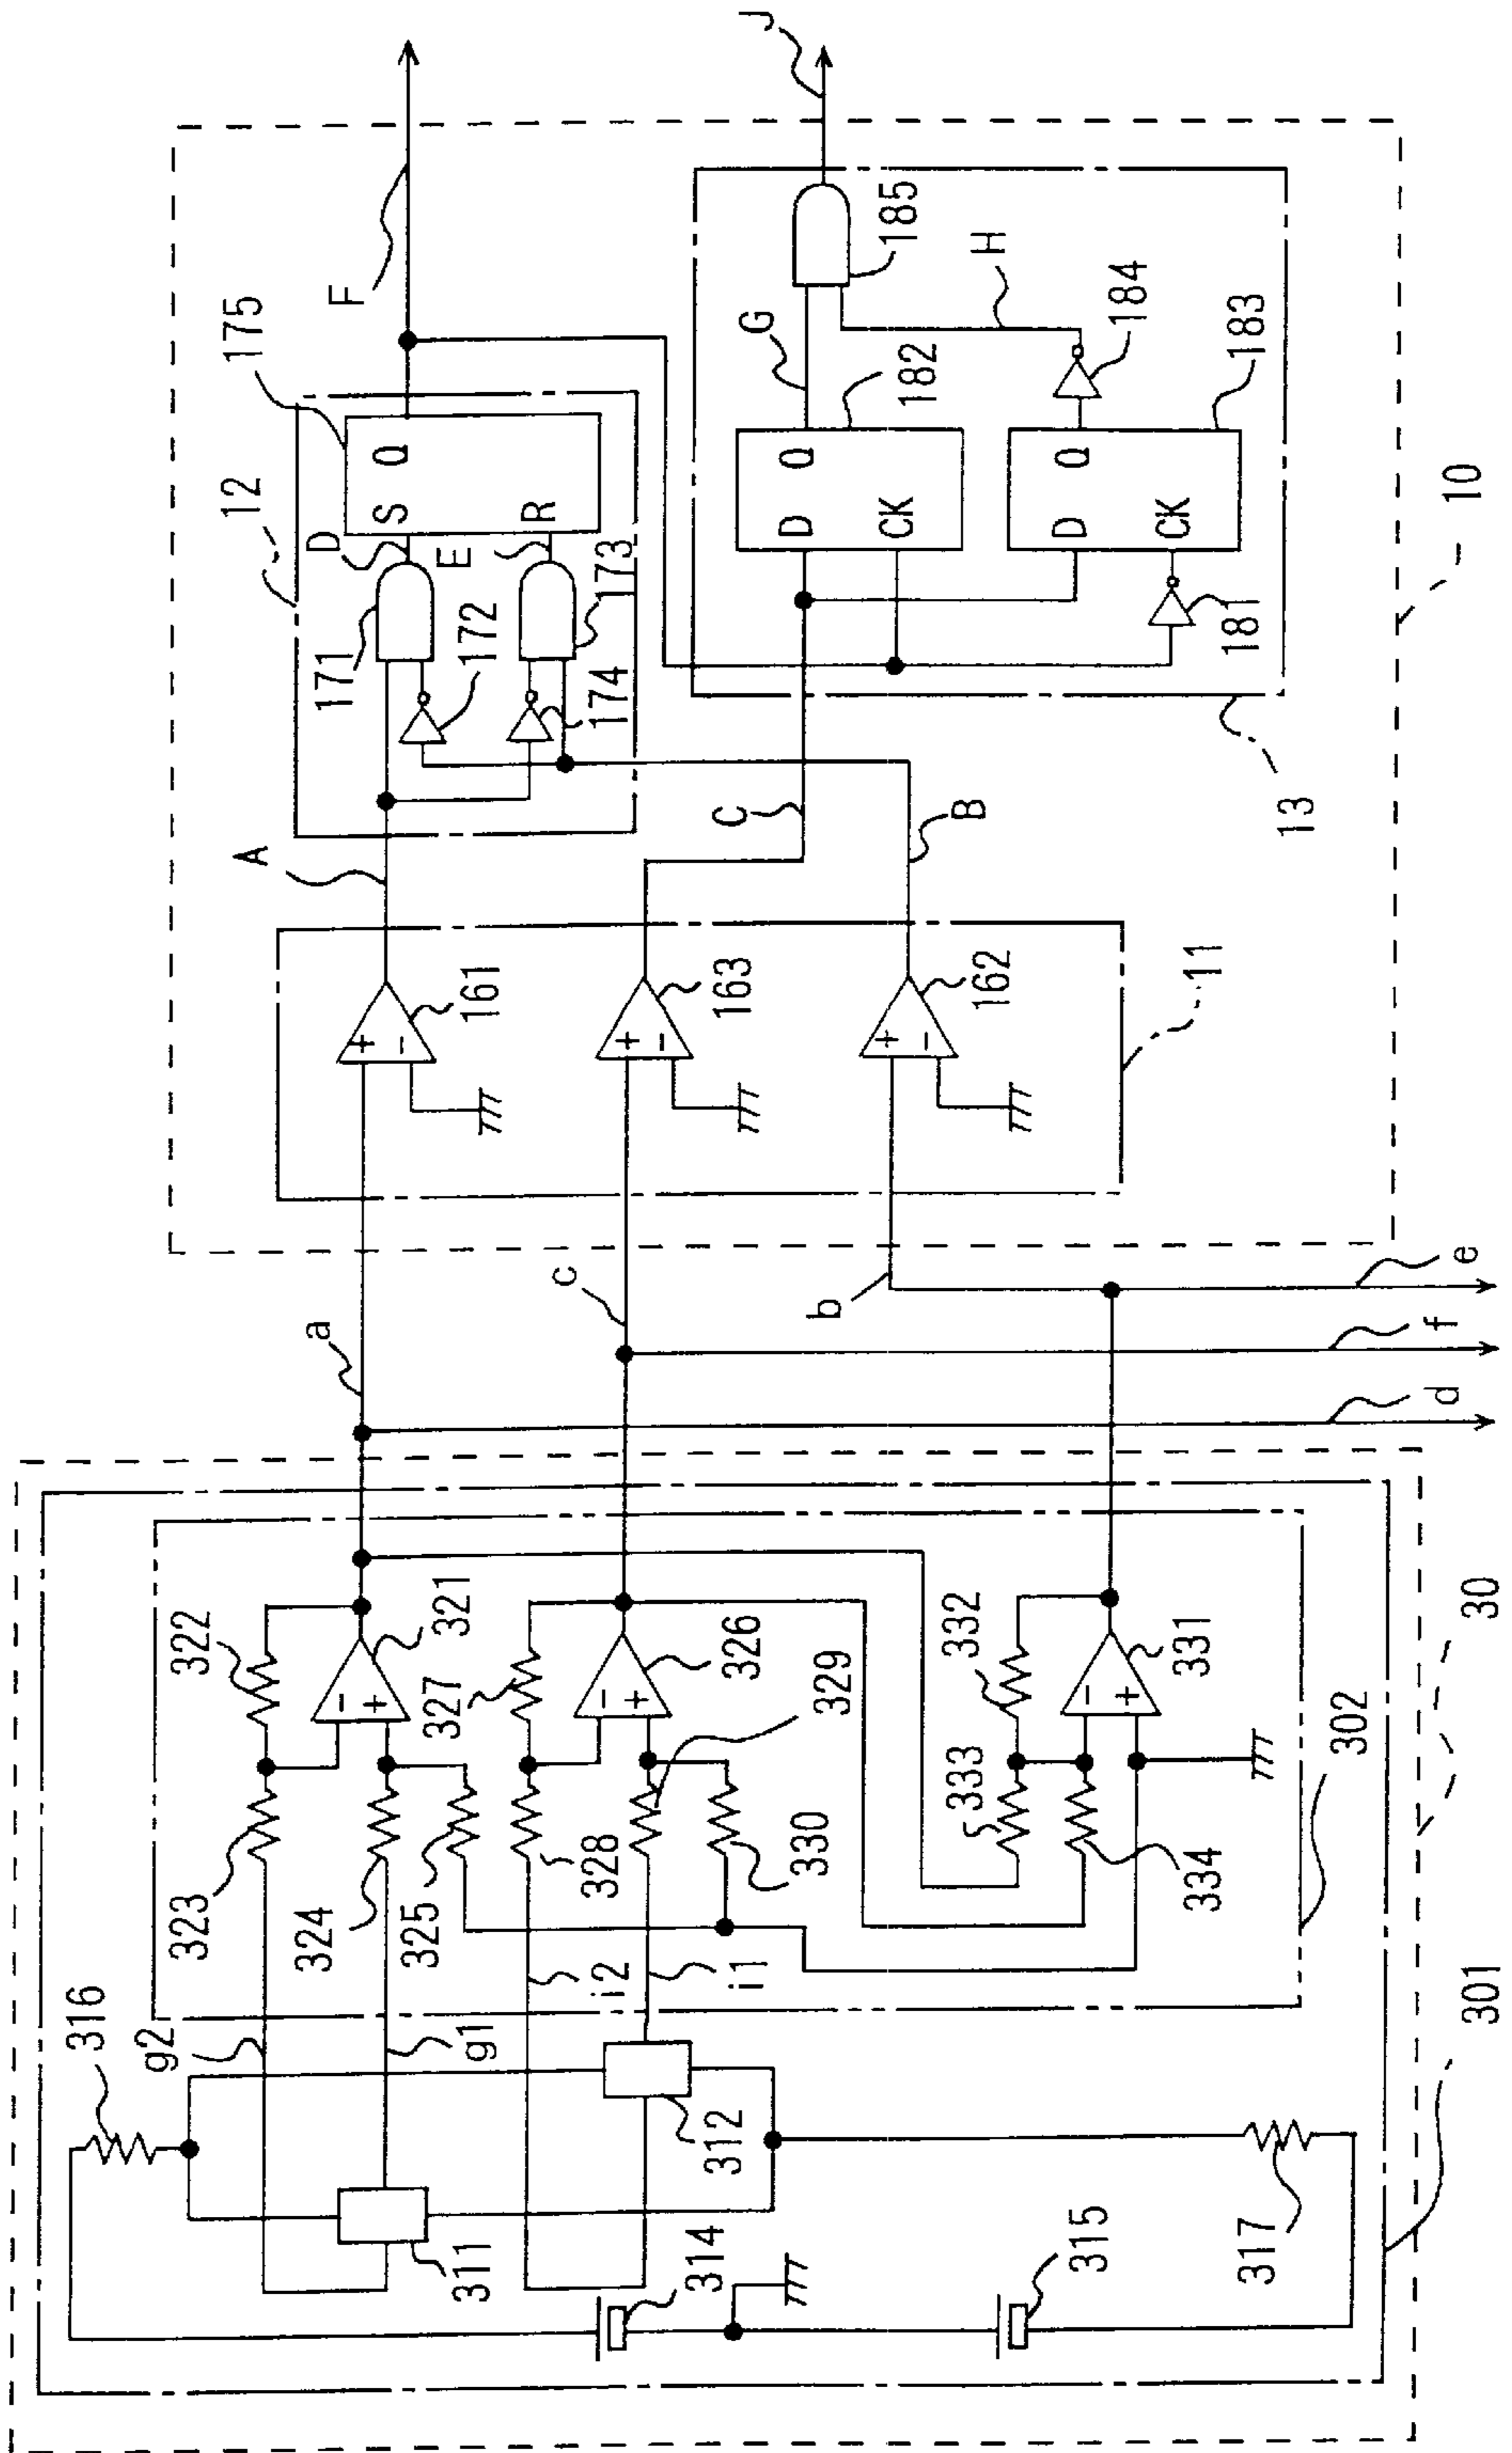 J
F
175
12
D
S
Q
E
R
171
172
173
174
G
185
H
D
Q
182
CK
184
D
Q
183
CK
181
10
13
A
C
B
161
+
−
163
+
−
162
+
−
11
a
c
b
d
f
e
322
321
−
+
323
324
325
327
326
−
+
328
329
330
332
331
−
+
333
334
302
30
301
316
g2
g1
i2
i1
311
312
314
315
317